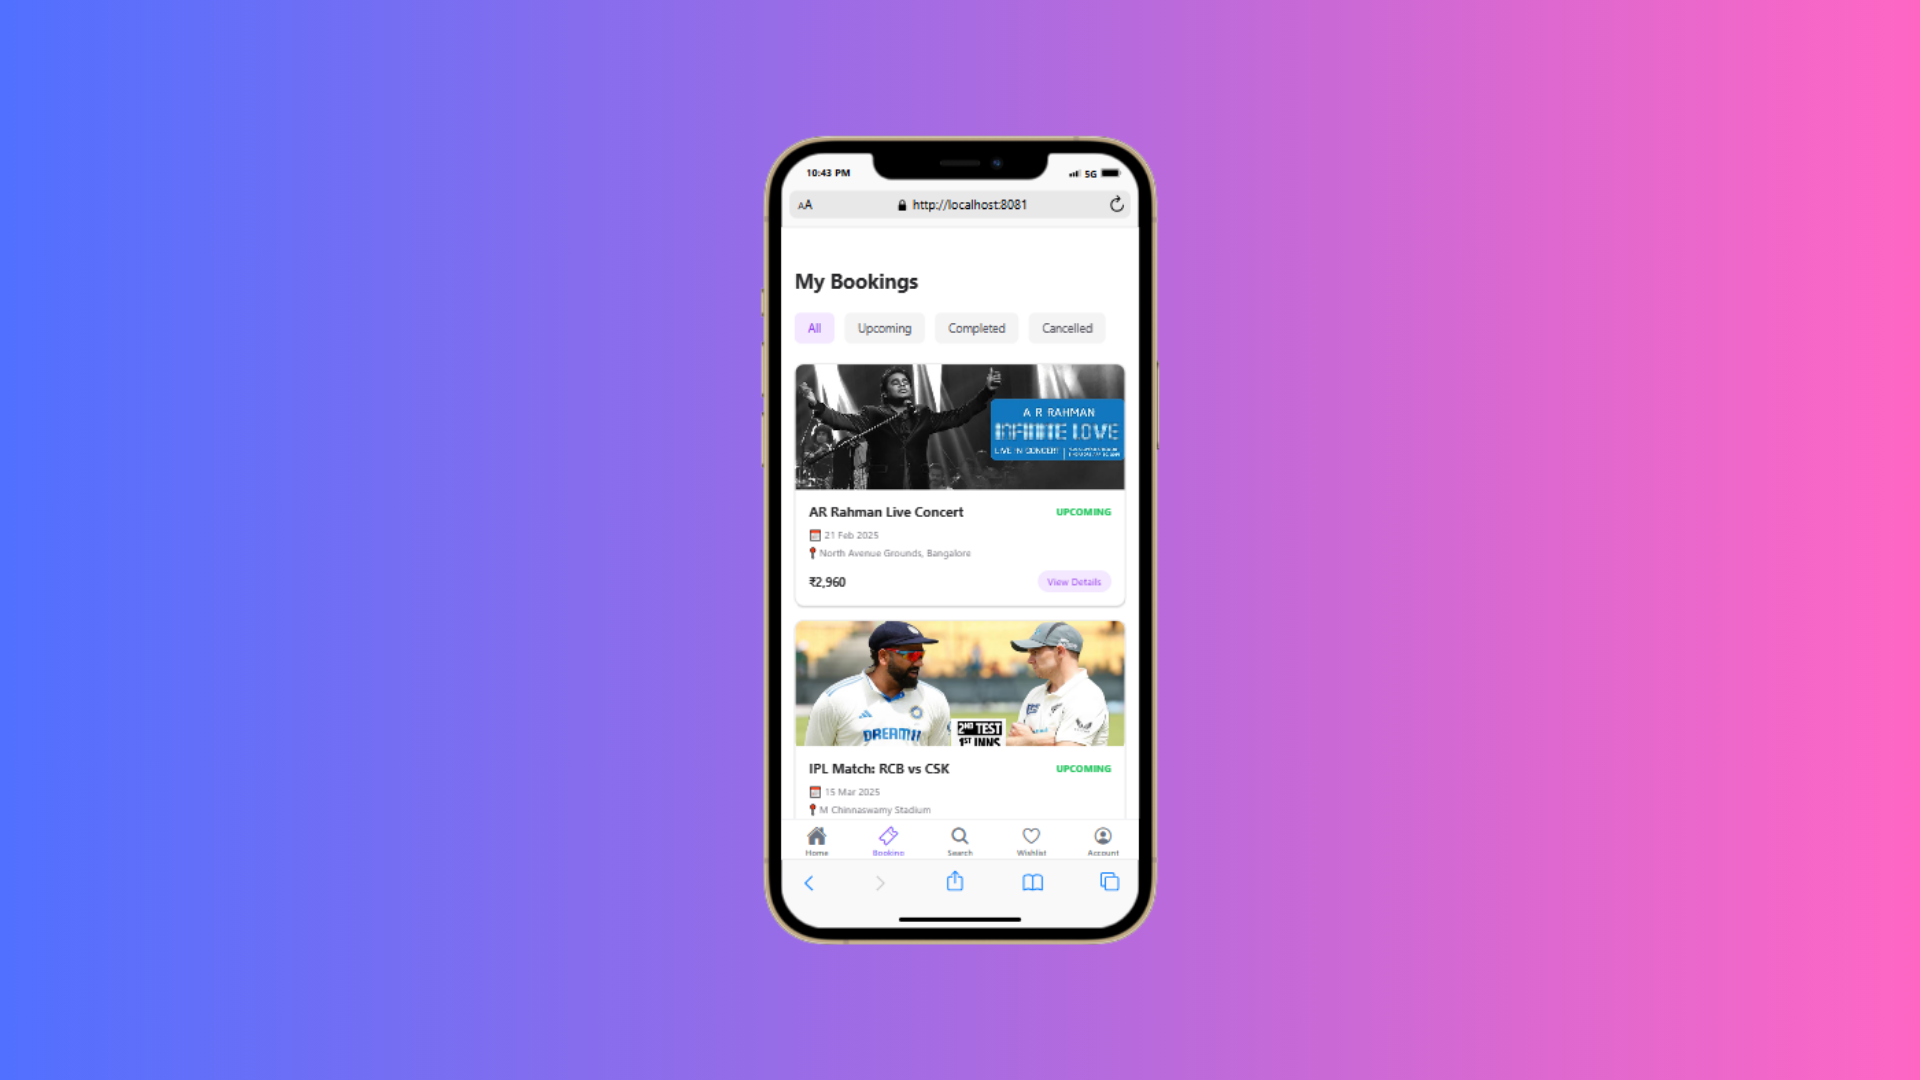 10:43 PM
5G
AA
http://localhost:8081
My Bookings
All
Upcoming
Completed
Cancelled
A R RAHMAN
INFINITE LOVE
LIVE IN CONCERT
AR Rahman Live Concert
UPCOMING
21 Feb 2025
North Avenue Grounds, Bangalore
₹2,960
View Details
DREAM11
2ND TEST
1ST INNS
IPL Match: RCB vs CSK
UPCOMING
15 Mar 2025
M Chinnaswamy Stadium
Home
Booking
Search
Wishlist
Account